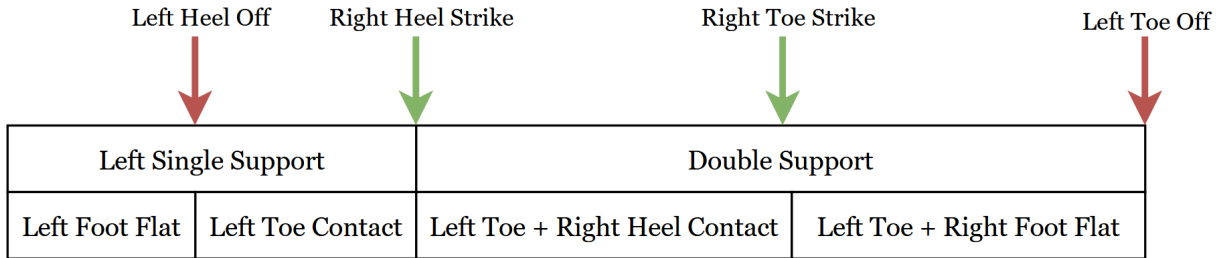 Left Heel Off
Right Heel Strike
Right Toe Strike
Left Toe Off
Left Single Support
Double Support
Left Foot Flat
Left Toe Contact
Left Toe + Right Heel Contact
Left Toe + Right Foot Flat